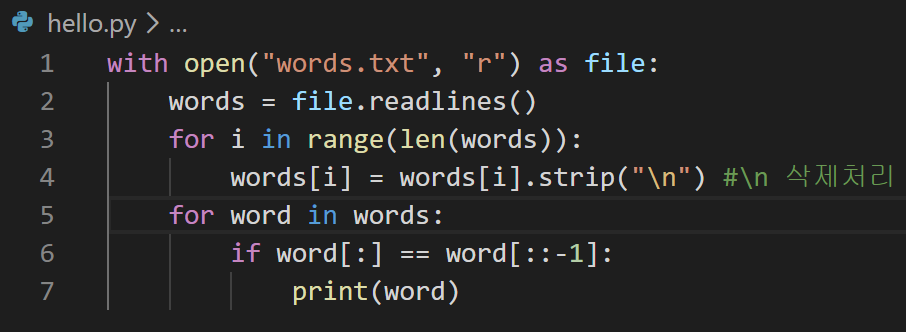 hello.py > ...
1 with open("words.txt", "r") as file:
2 words = file.readlines()
3 for i in range(len(words)):
4 words[i] = words[i].strip("\n") #\n 삭제처리
5 for word in words:
6 if word[:] == word[::-1]:
7 print(word)